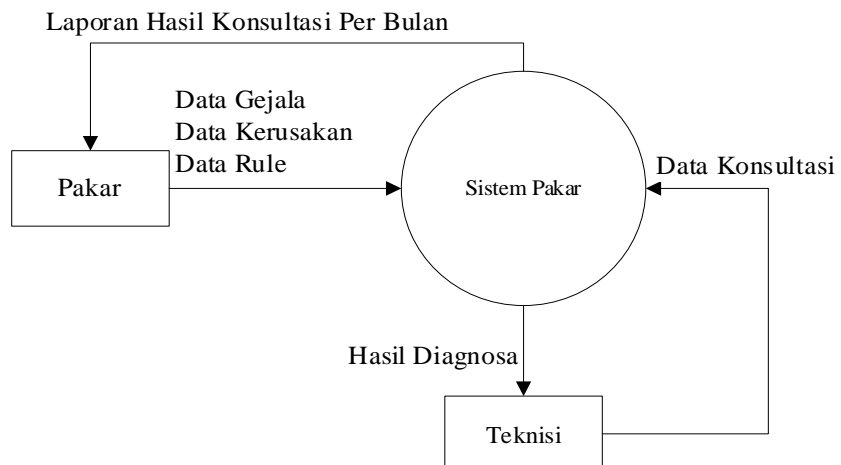 Laporan Hasil Konsultasi Per Bulan
Data Gejala
Data Kerusakan
Data Rule
Pakar
Sistem Pakar
Data Konsultasi
Hasil Diagnosa
Teknisi